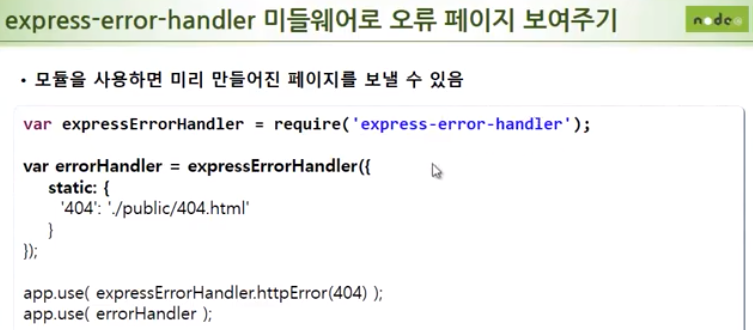 express-error-handler 미들웨어로 오류 페이지 보여주기
node
• 모듈을 사용하면 미리 만들어진 페이지를 보낼 수 있음
var expressErrorHandler = require('express-error-handler');
var errorHandler = expressErrorHandler({
static: {
'404': './public/404.html'
}
});
app.use( expressErrorHandler.httpError(404) );
app.use( errorHandler );